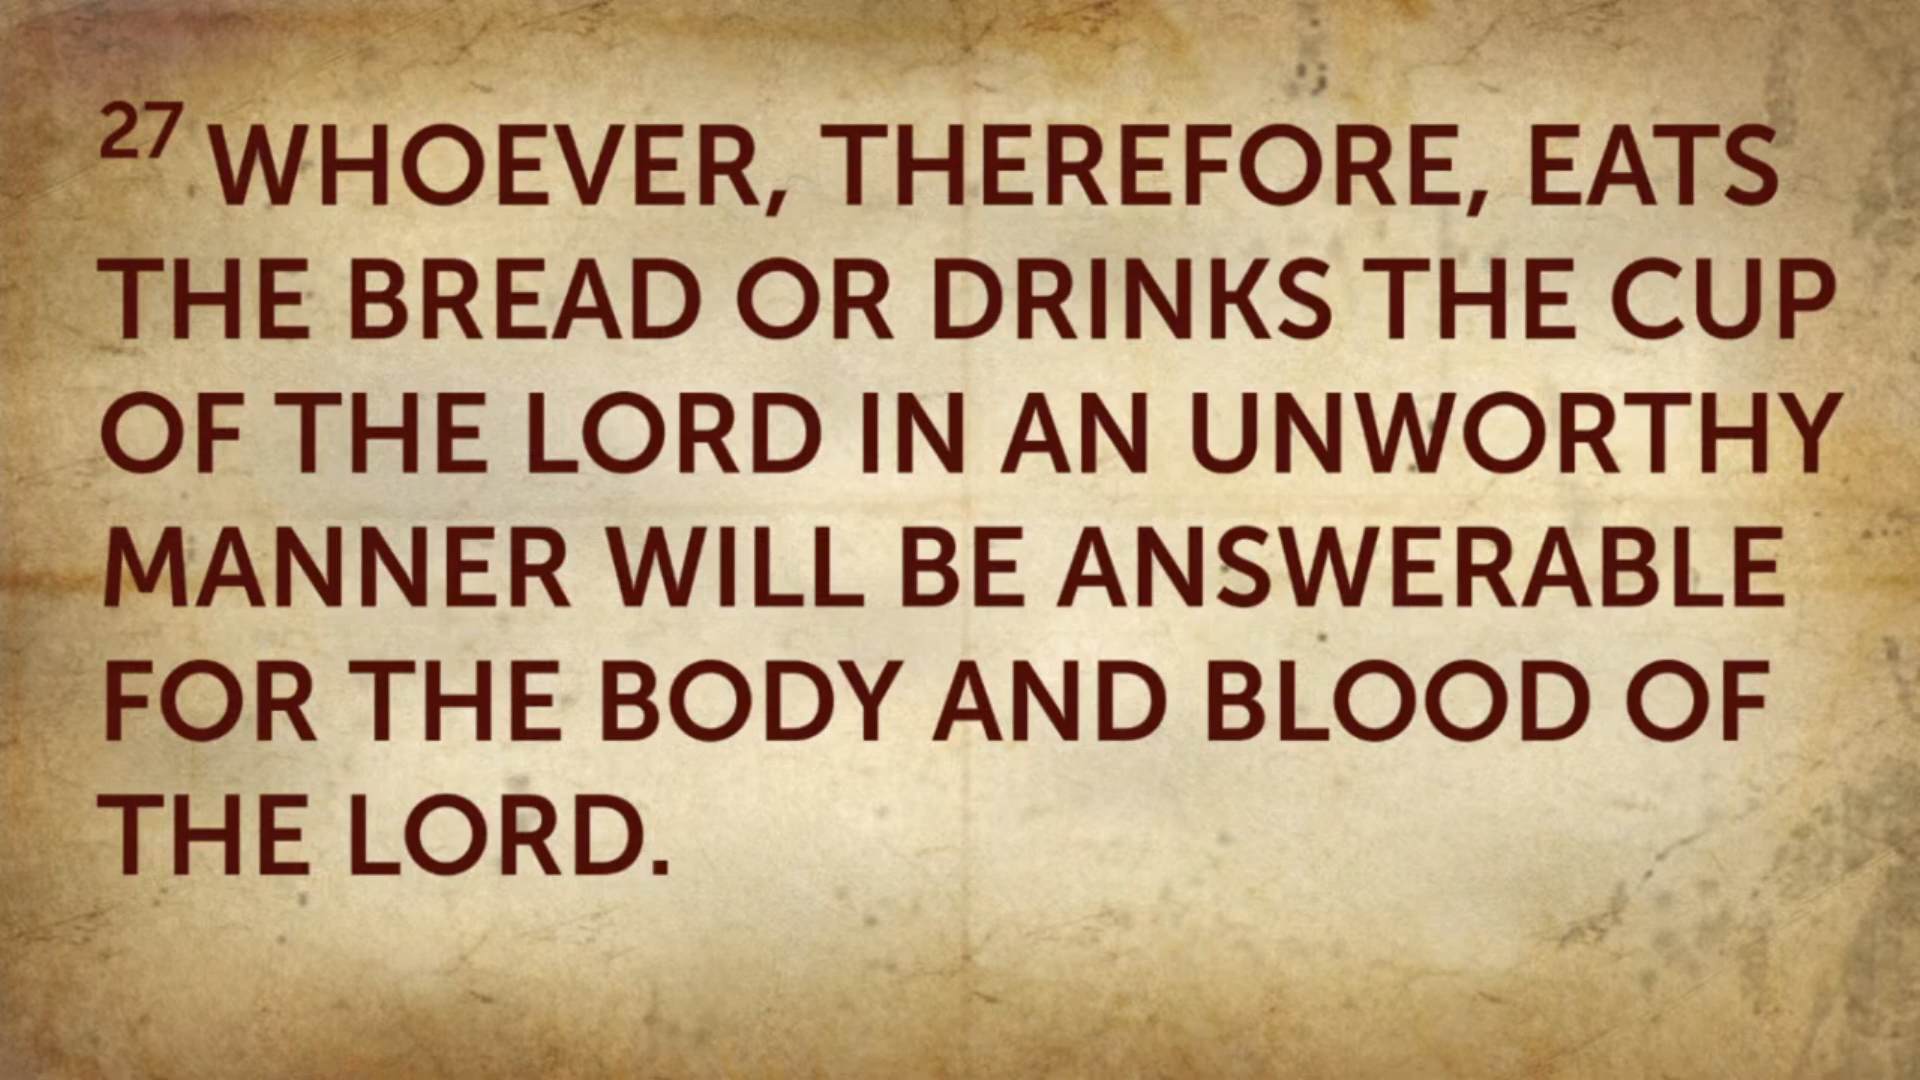 27 WHOEVER, THEREFORE, EATS
THE BREAD OR DRINKS THE CUP
OF THE LORD IN AN UNWORTHY
MANNER WILL BE ANSWERABLE
FOR THE BODY AND BLOOD OF
THE LORD.